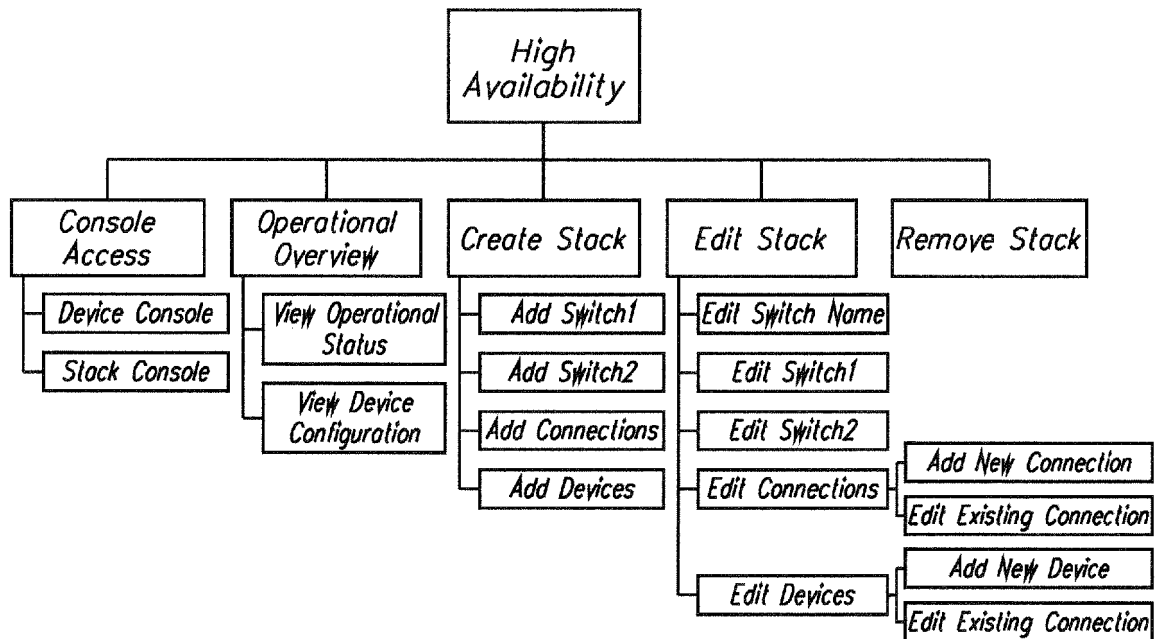 High
Availability
Console
Access
Operational
Overview
Create Stack
Edit Stack
Remove Stack
Device Console
Stack Console
View Operational
Status
View Device
Configuration
Add Switch1
Add Switch2
Add Connections
Add Devices
Edit Switch Name
Edit Switch1
Edit Switch2
Edit Connections
Add New Connection
Edit Existing Connection
Edit Devices
Add New Device
Edit Existing Connection